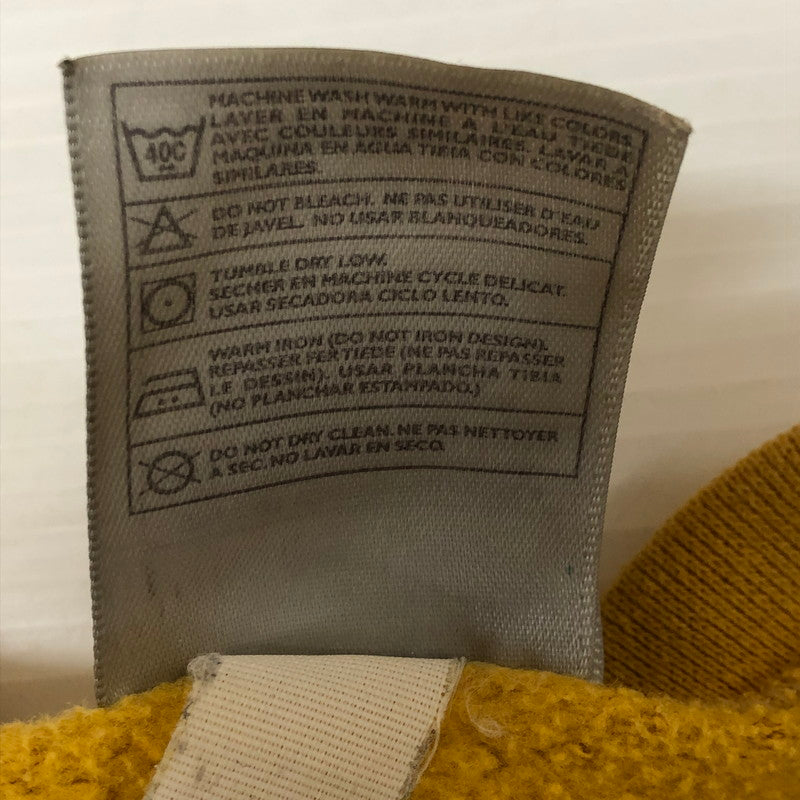 MACHINE WASH WARM WITH LIKE COLORS.
LAVER EN MACHINE A L'EAU TIEDE
AVEC COULEURS SIMILAIRES. LAVAR A
MAQUINA EN AGUA TIBIA CON COLORES
SIMILARES.
40C
DO NOT BLEACH. NE PAS UTILISER D'EAU
DE JAVEL. NO USAR BLANQUEADORES.
TUMBLE DRY LOW.
SECHER EN MACHINE CYCLE DELICAT.
USAR SECADORA CICLO LENTO.
WARM IRON (DO NOT IRON DESIGN).
REPASSER FER TIEDE (NE PAS REPASSER
LE DESSIN). USAR PLANCHA TIBIA
(NO PLANCHAR ESTAMPADO.)
DO NOT DRY CLEAN. NE PAS NETTOYER
A SEC. NO LAVAR EN SECO.